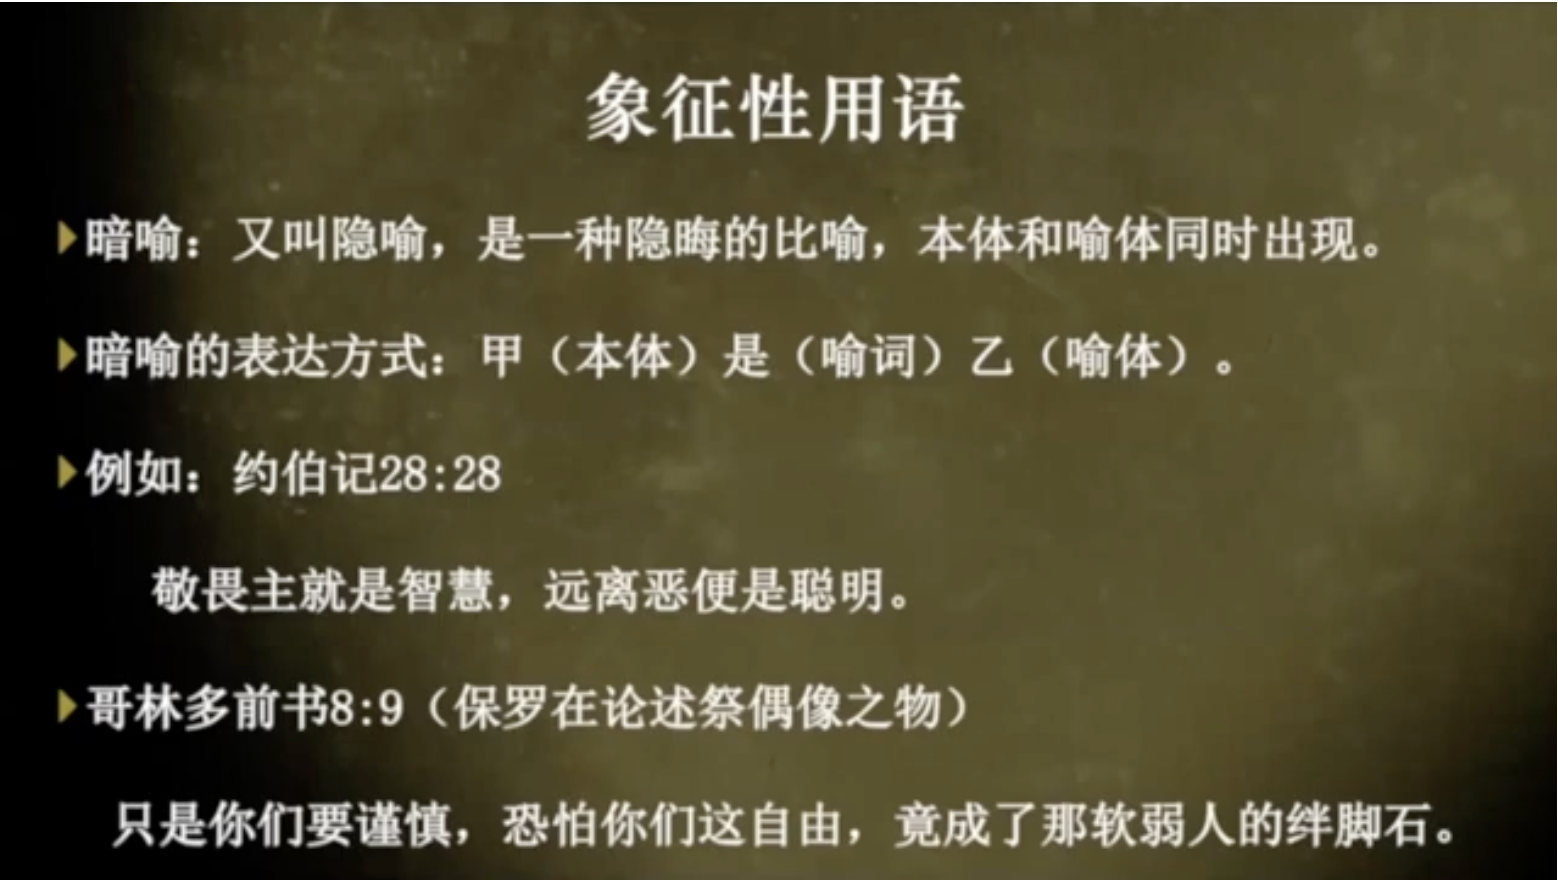 象征性用语
暗喻：又叫隐喻，是一种隐晦的比喻，本体和喻体同时出现。
暗喻的表达方式：甲（本体）是（喻词）乙（喻体）。
例如：约伯记28:28
敬畏主就是智慧，远离恶便是聪明。
哥林多前书8:9（保罗在论述祭偶像之物）
只是你们要谨慎，恐怕你们这自由，竟成了那软弱人的绊脚石。